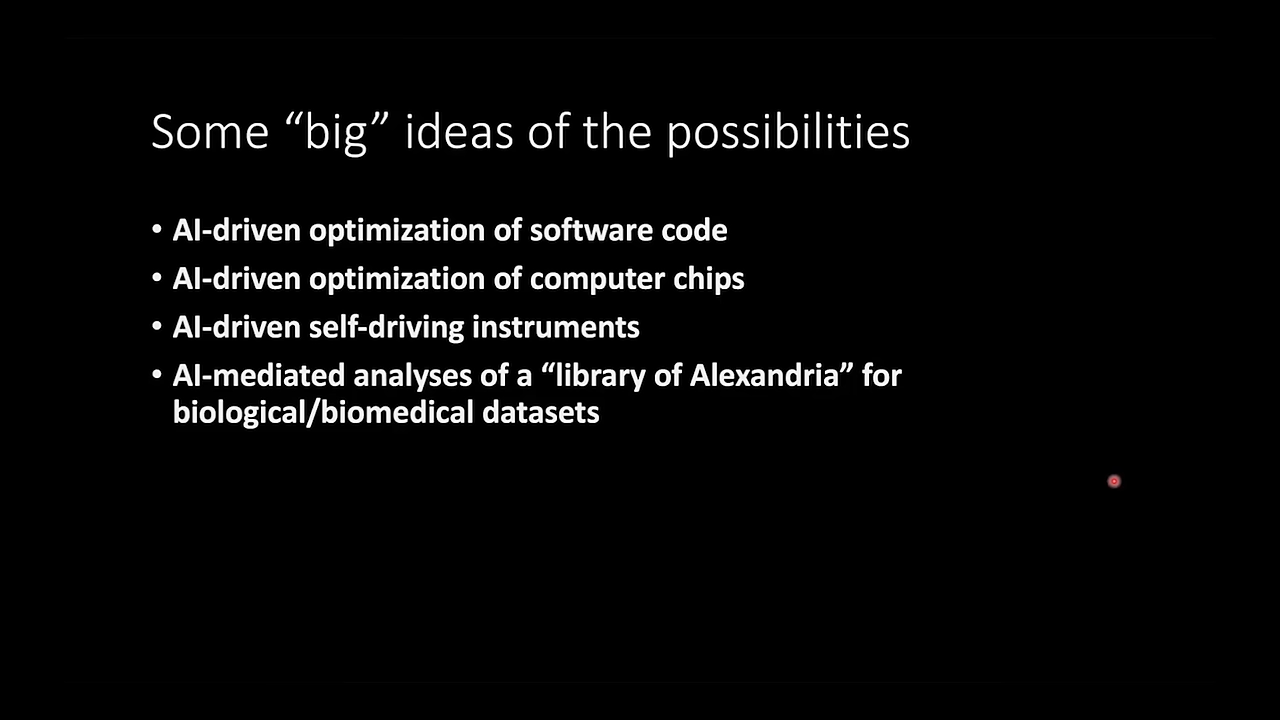 Some “big” ideas of the possibilities
• AI-driven optimization of software code
• AI-driven optimization of computer chips
• AI-driven self-driving instruments
• AI-mediated analyses of a “library of Alexandria” for
biological/biomedical datasets